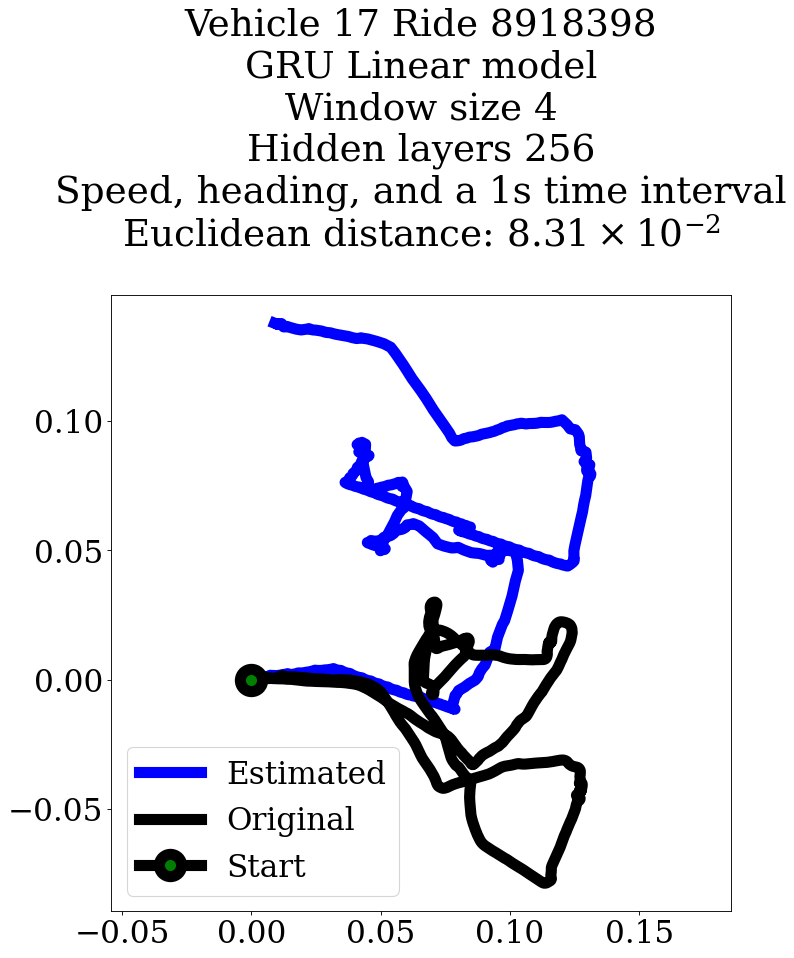 Vehicle 17 Ride 8918398
GRU Linear model
Window size 4
Hidden layers 256
Speed, heading, and a 1s time interval
Euclidean distance: 8.31 × 10⁻²
0.10
0.05
0.00
−0.05
Estimated
Original
Start
−0.05 0.00 0.05 0.10 0.15